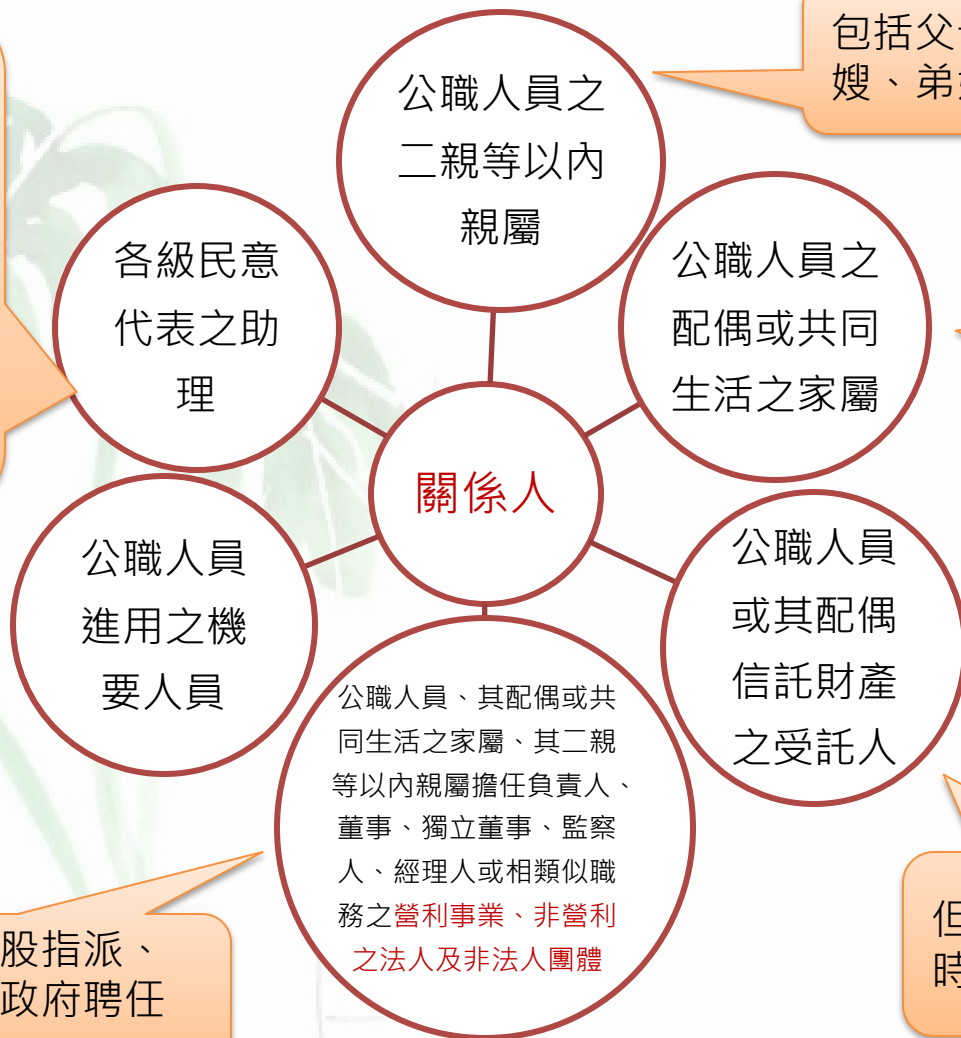 包括父
嫂、弟
公職人員之
二親等以內
親屬
各級民意
代表之助
理
公職人員之
配偶或共同
生活之家屬
關係人
公職人員
進用之機
要人員
公職人員
或其配偶
信託財產
之受託人
公職人員、其配偶或共
同生活之家屬、其二親
等以內親屬擔任負責人、
董事、獨立董事、監察
人、經理人或相類似職
務之營利事業、非營利
之法人及非法人團體
股指派、
政府聘任
但
時